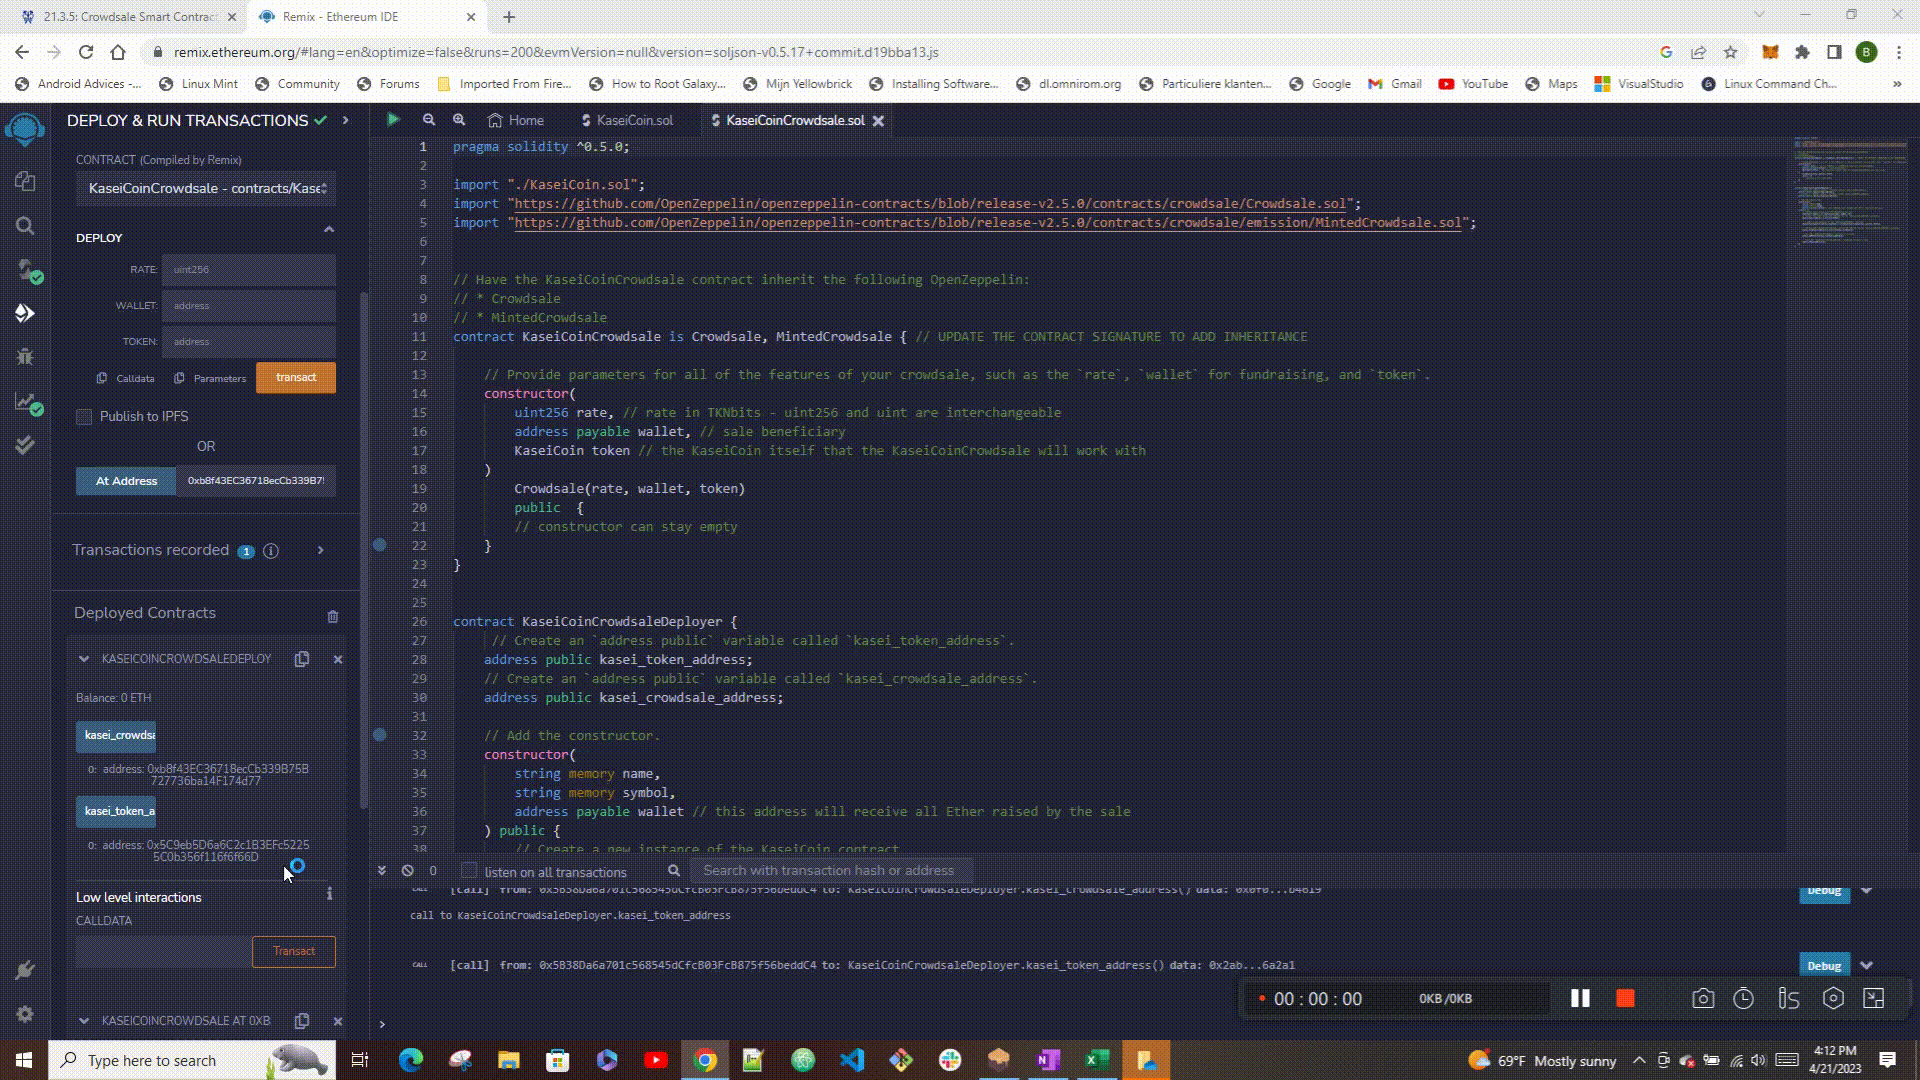 21.3.5: Crowdsale Smart Contrac
Remix - Ethereum IDE
remix.ethereum.org/#lang=en&optimize=false&runs=200&evmVersion=null&version=soljson-v0.5.17+commit.d19bba13.js
Android Advices -...
Linux Mint
Community
Forums
Imported From Fire...
How to Root Galaxy...
Mijn Yellowbrick
Installing Software...
dl.omnirom.org
Particuliere klanten...
Google
Gmail
YouTube
Maps
VisualStudio
Linux Command Ch...
DEPLOY & RUN TRANSACTIONS
CONTRACT (Compiled by Remix)
KaseiCoinCrowdsale - contracts/Kase
DEPLOY
RATE: uint256
WALLET: address
TOKEN: address
Calldata Parameters transact
Publish to IPFS
OR
At Address 0xb8f43EC36718ecCb339B7!
Transactions recorded 1
Deployed Contracts
KASEICOINCROWDSALEDEPLOY
Balance: 0 ETH
kasei_crowdsa
0: address: 0xb8f43EC36718ecCb339B75B
727736ba14F174d77
kasei_token_a
0: address: 0x5C9eb5D6a6C2c1B3EFc5225
5C0b356f116f6f66D
Low level interactions
CALLDATA
Transact
KASEICOINCROWDSALE AT 0XB
Home
KaseiCoin.sol
KaseiCoinCrowdsale.sol
1 pragma solidity ^0.5.0;
2
3 import "./KaseiCoin.sol";
4 import "https://github.com/OpenZeppelin/openzeppelin-contracts/blob/release-v2.5.0/contracts/crowdsale/Crowdsale.sol";
5 import "https://github.com/OpenZeppelin/openzeppelin-contracts/blob/release-v2.5.0/contracts/crowdsale/emission/MintedCrowdsale.sol";
6
7
8 // Have the KaseiCoinCrowdsale contract inherit the following OpenZeppelin:
9 // * Crowdsale
10 // * MintedCrowdsale
11 contract KaseiCoinCrowdsale is Crowdsale, MintedCrowdsale { // UPDATE THE CONTRACT SIGNATURE TO ADD INHERITANCE
12
13 // Provide parameters for all of the features of your crowdsale, such as the `rate`, `wallet` for fundraising, and `token`.
14 constructor(
15 uint256 rate, // rate in TKNbits - uint256 and uint are interchangeable
16 address payable wallet, // sale beneficiary
17 KaseiCoin token // the KaseiCoin itself that the KaseiCoinCrowdsale will work with
18 )
19 Crowdsale(rate, wallet, token)
20 public {
21 // constructor can stay empty
22 }
23 }
24
25
26 contract KaseiCoinCrowdsaleDeployer {
27 // Create an `address public` variable called `kasei_token_address`.
28 address public kasei_token_address;
29 // Create an `address public` variable called `kasei_crowdsale_address`.
30 address public kasei_crowdsale_address;
31
32 // Add the constructor.
33 constructor(
34 string memory name,
35 string memory symbol,
36 address payable wallet // this address will receive all Ether raised by the sale
37 ) public {
38 // Create a new instance of the KaseiCoin contract
0 listen on all transactions Search with transaction hash or address
CALL [call] from: 0x5B38Da6a701c568545dCfcB03FcB875f56beddC4 to: KaseiCoinCrowdsaleDeployer.kasei_crowdsale_address() data: 0xf0...b4619 Debug
call to KaseiCoinCrowdsaleDeployer.kasei_token_address
CALL [call] from: 0x5B38Da6a701c568545dCfcB03FcB875f56beddC4 to: KaseiCoinCrowdsaleDeployer.kasei_token_address() data: 0x2ab...6a2a1 Debug
00 : 00 : 00 0KB/0KB
>
Type here to search
69°F Mostly sunny
4:12 PM
4/21/2023